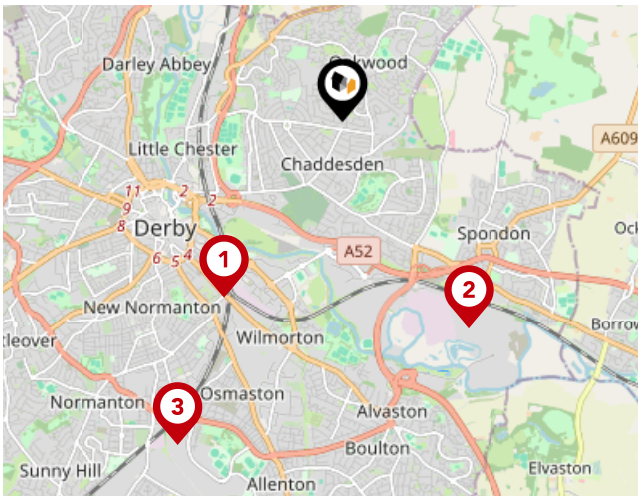 Oakwood
Darley Abbey
A609
Little Chester
Chaddesden
11
2
2
9
Derby
8
Spondon
Ock
A52
4
6
5
1
2
New Normanton
Borrow
Wilmorton
tleover
Osmaston
Normanton
3
Alvaston
Boulton
Sunny Hill
Elvaston
Allenton